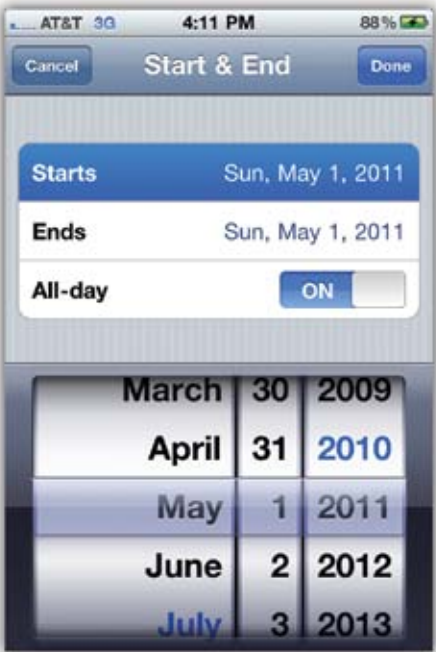 AT&T 3G 4:11 PM 88%
Cancel Start & End Done
Starts Sun, May 1, 2011
Ends Sun, May 1, 2011
All-day ON
March 30 2009
April 31 2010
May 1 2011
June 2 2012
July 3 2013